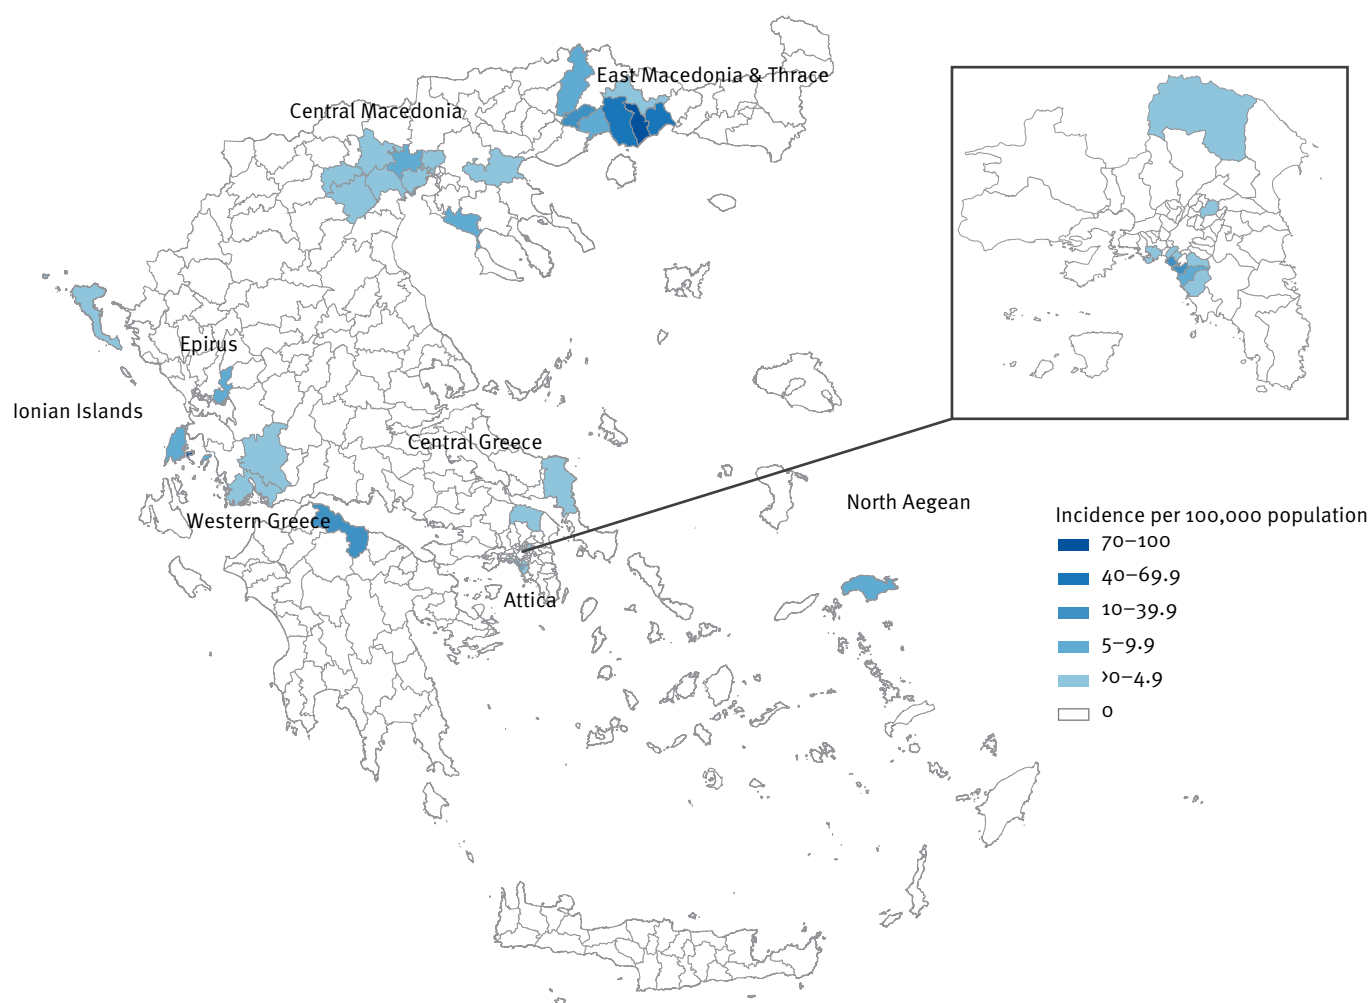 East Macedonia & Thrace
Central Macedonia
Epirus
Ionian Islands
Central Greece
North Aegean
Western Greece
Attica
Incidence per 100,000 population
70–100
40–69.9
10–39.9
5–9.9
>0–4.9
0